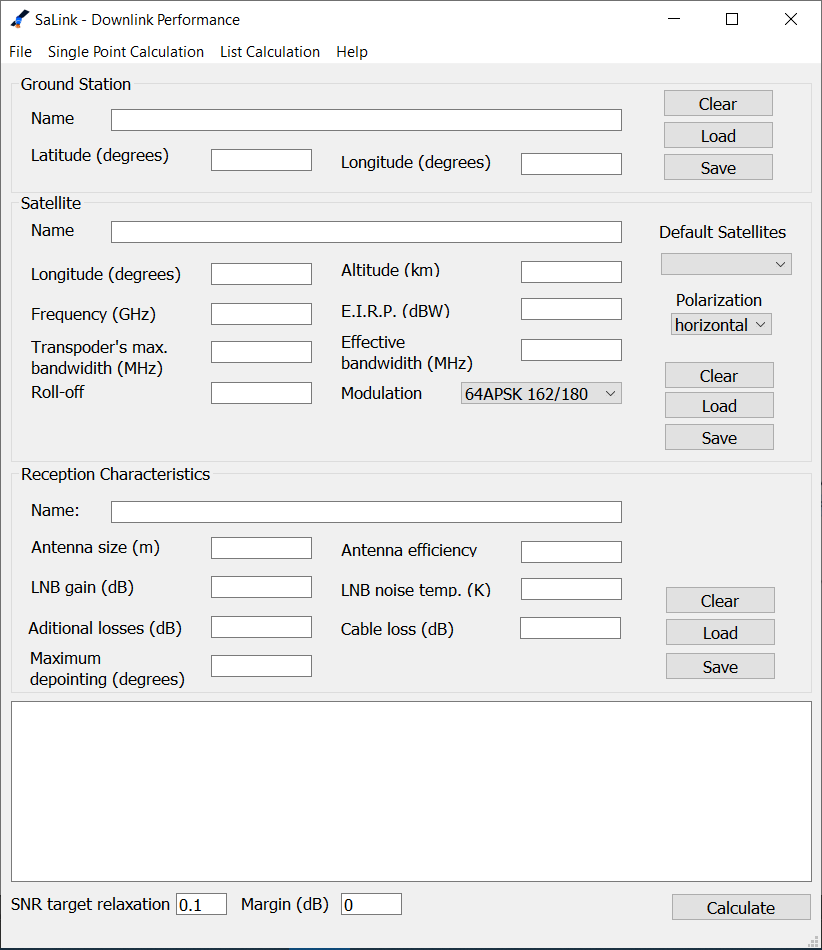 SaLink - Downlink Performance
File Single Point Calculation List Calculation Help
Ground Station
Name
Clear
Load
Latitude (degrees) Longitude (degrees)
Save
Satellite
Name
Default Satellites
Longitude (degrees) Altitude (km)
Polarization
Frequency (GHz) E.I.R.P. (dBW)
horizontal
Transpoder's max.
bandwidith (MHz)
Effective
bandwidith (MHz)
Clear
Roll-off Modulation 64APSK 162/180
Load
Save
Reception Characteristics
Name:
Antenna size (m) Antenna efficiency
LNB gain (dB) LNB noise temp. (K)
Clear
Aditional losses (dB) Cable loss (dB)
Load
Maximum
depointing (degrees)
Save
SNR target relaxation 0.1 Margin (dB) 0 Calculate